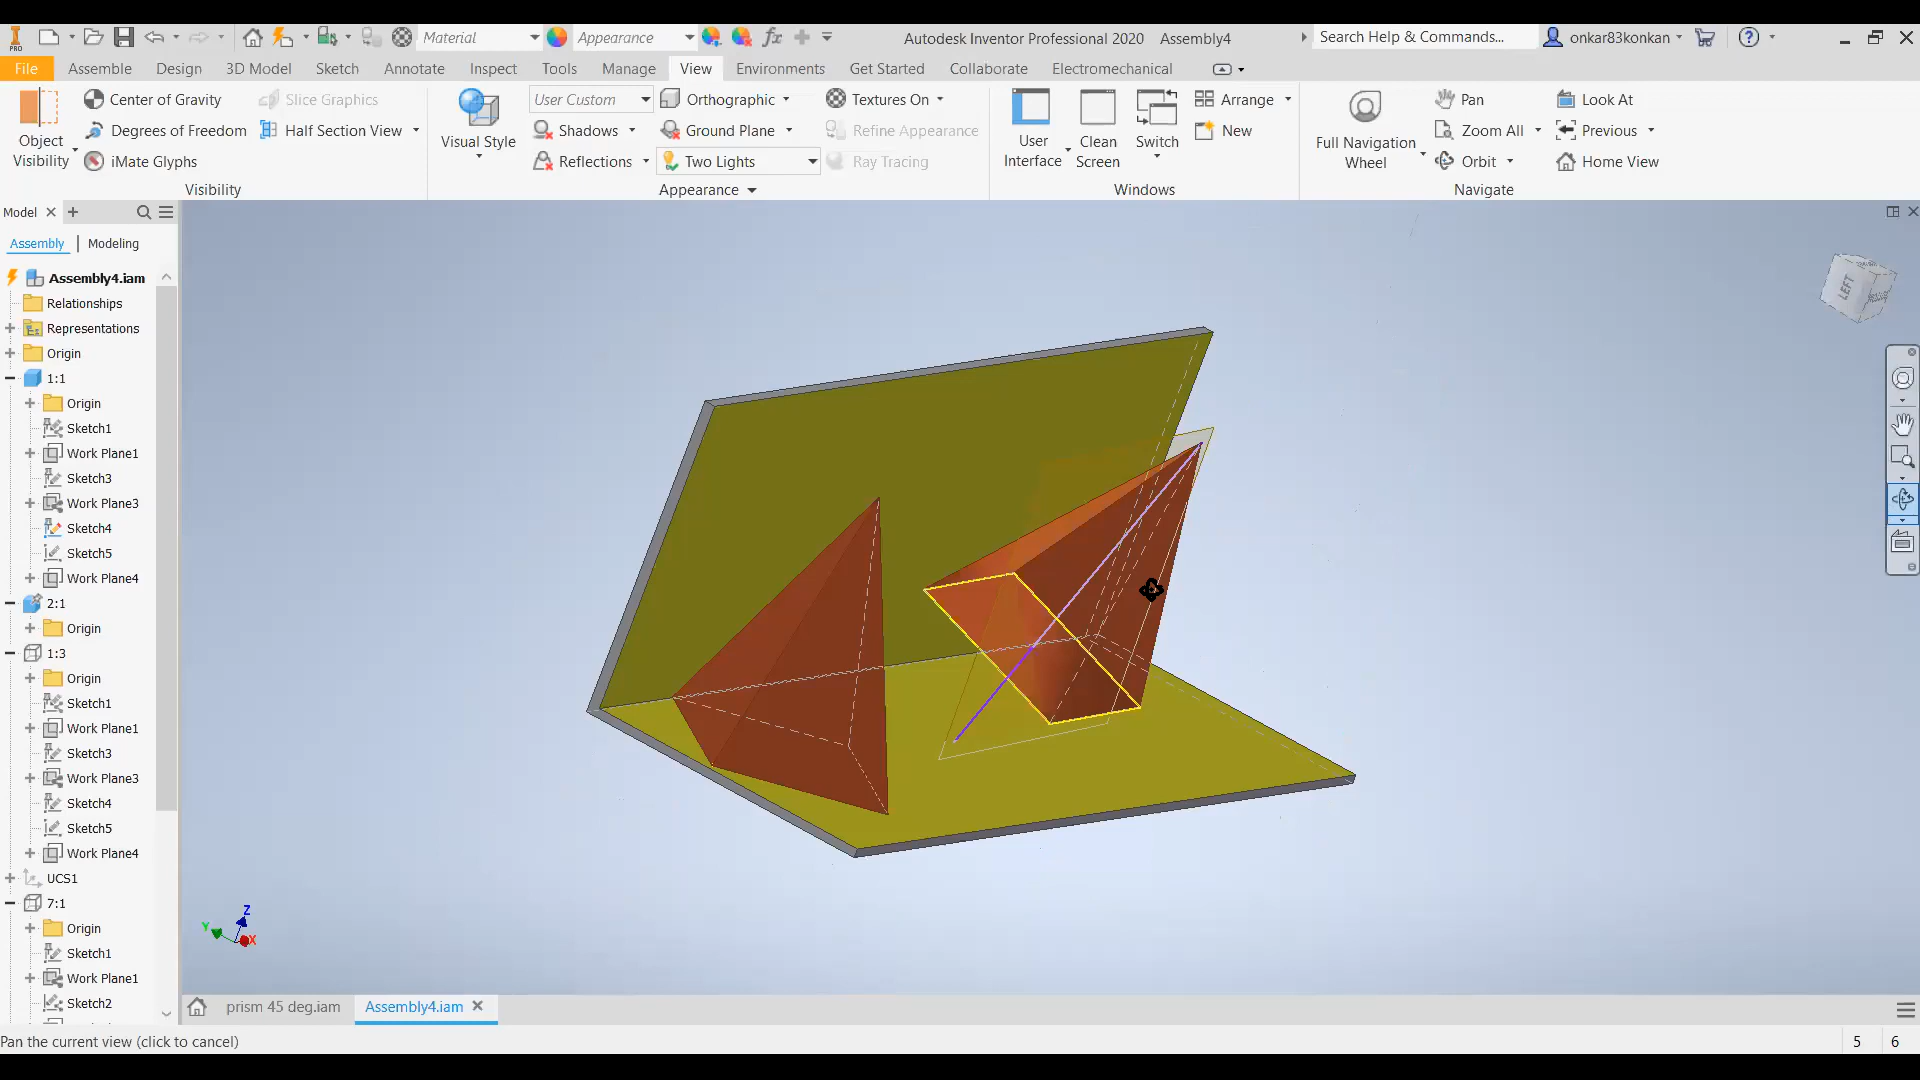 PRO Material Appearance Autodesk Inventor Professional 2020 Assembly4 Search Help & Commands... onkar83konkan
File Assemble Design 3D Model Sketch Annotate Inspect Tools Manage View Environments Get Started Collaborate Electromechanical
Object Visibility
Center of Gravity
Degrees of Freedom
iMate Glyphs
Slice Graphics
Half Section View
Visibility
Visual Style
User Custom
Shadows
Reflections
Orthographic
Ground Plane
Two Lights
Textures On
Refine Appearance
Ray Tracing
Appearance
User Interface
Clean Screen
Switch
Arrange
New
Windows
Full Navigation Wheel
Pan
Zoom All
Orbit
Look At
Previous
Home View
Navigate
Model
Assembly | Modeling
Assembly4.iam
Relationships
Representations
Origin
1:1
Origin
Sketch1
Work Plane1
Sketch3
Work Plane3
Sketch4
Sketch5
Work Plane4
2:1
Origin
1:3
Origin
Sketch1
Work Plane1
Sketch3
Work Plane3
Sketch4
Sketch5
Work Plane4
UCS1
7:1
Origin
Sketch1
Work Plane1
Sketch2
LEFT
Z
Y
X
prism 45 deg.iam Assembly4.iam
Pan the current view (click to cancel) 5 6